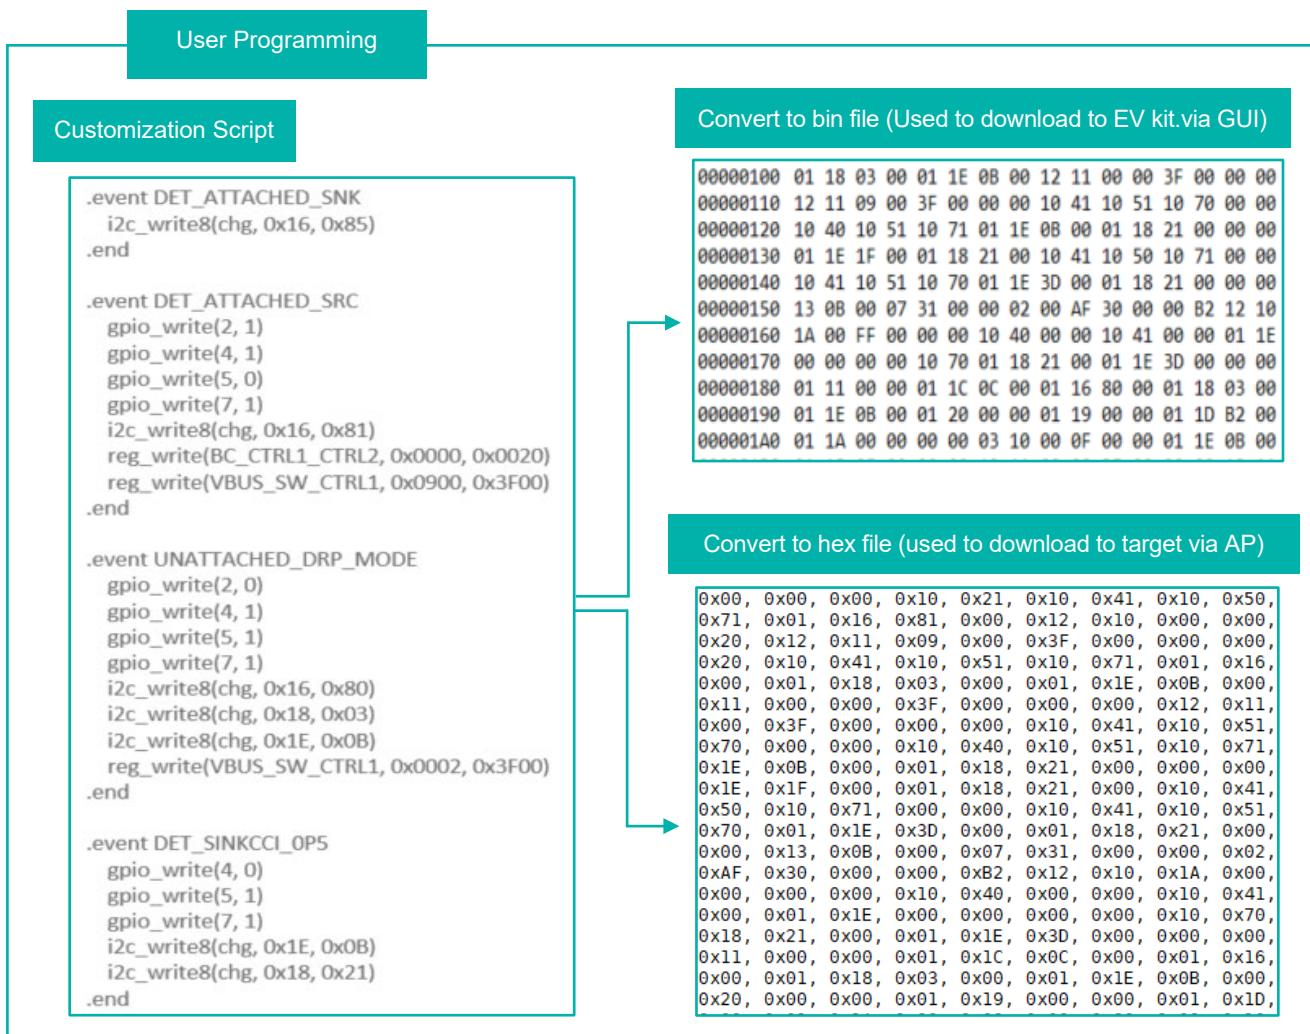 User Programming
Customization Script
.event DET_ATTACHED_SNK
i2c_write8(chg, 0x16, 0x85)
.end
.event DET_ATTACHED_SRC
gpio_write(2, 1)
gpio_write(4, 1)
gpio_write(5, 0)
gpio_write(7, 1)
i2c_write8(chg, 0x16, 0x81)
reg_write(BC_CTRL1_CTRL2, 0x0000, 0x0020)
reg_write(VBUS_SW_CTRL1, 0x0900, 0x3F00)
.end
.event UNATTACHED_DRP_MODE
gpio_write(2, 0)
gpio_write(4, 1)
gpio_write(5, 1)
gpio_write(7, 1)
i2c_write8(chg, 0x16, 0x80)
i2c_write8(chg, 0x18, 0x03)
i2c_write8(chg, 0x1E, 0x0B)
reg_write(VBUS_SW_CTRL1, 0x0002, 0x3F00)
.end
.event DET_SINKCCI_0P5
gpio_write(4, 0)
gpio_write(5, 1)
gpio_write(7, 1)
i2c_write8(chg, 0x1E, 0x0B)
i2c_write8(chg, 0x18, 0x21)
.end
Convert to bin file (Used to download to EV kit.via GUI)
00000100 01 18 03 00 01 1E 0B 00 12 11 00 00 3F 00 00 00
00000110 12 11 09 00 3F 00 00 00 10 41 10 51 10 70 00 00
00000120 10 40 10 51 10 71 01 1E 0B 00 01 18 21 00 00 00
00000130 01 1E 1F 00 01 18 21 00 10 41 10 50 10 71 00 00
00000140 10 41 10 51 10 70 01 1E 3D 00 01 18 21 00 00 00
00000150 13 0B 00 07 31 00 00 02 00 AF 30 00 00 B2 12 10
00000160 1A 00 FF 00 00 00 10 40 00 00 10 41 00 00 01 1E
00000170 00 00 00 00 10 70 01 18 21 00 01 1E 3D 00 00 00
00000180 01 11 00 00 01 1C 0C 00 01 16 80 00 01 18 03 00
00000190 01 1E 0B 00 01 20 00 00 01 19 00 00 01 1D B2 00
000001A0 01 1A 00 00 00 00 03 10 00 0F 00 00 01 1E 0B 00
Convert to hex file (used to download to target via AP)
0x00, 0x00, 0x00, 0x10, 0x21, 0x10, 0x41, 0x10, 0x50,
0x71, 0x01, 0x16, 0x81, 0x00, 0x12, 0x10, 0x00, 0x00,
0x20, 0x12, 0x11, 0x09, 0x00, 0x3F, 0x00, 0x00, 0x00,
0x20, 0x10, 0x41, 0x10, 0x51, 0x10, 0x71, 0x01, 0x16,
0x00, 0x01, 0x18, 0x03, 0x00, 0x01, 0x1E, 0x0B, 0x00,
0x11, 0x00, 0x00, 0x3F, 0x00, 0x00, 0x00, 0x12, 0x11,
0x00, 0x3F, 0x00, 0x00, 0x00, 0x10, 0x41, 0x10, 0x51,
0x70, 0x00, 0x00, 0x10, 0x40, 0x10, 0x51, 0x10, 0x71,
0x1E, 0x0B, 0x00, 0x01, 0x18, 0x21, 0x00, 0x00, 0x00,
0x1E, 0x1F, 0x00, 0x01, 0x18, 0x21, 0x00, 0x10, 0x41,
0x50, 0x10, 0x71, 0x00, 0x00, 0x10, 0x41, 0x10, 0x51,
0x70, 0x01, 0x1E, 0x3D, 0x00, 0x01, 0x18, 0x21, 0x00,
0x00, 0x13, 0x0B, 0x00, 0x07, 0x31, 0x00, 0x00, 0x02,
0xAF, 0x30, 0x00, 0x00, 0xB2, 0x12, 0x10, 0x1A, 0x00,
0x00, 0x00, 0x00, 0x10, 0x40, 0x00, 0x00, 0x10, 0x41,
0x00, 0x01, 0x1E, 0x00, 0x00, 0x00, 0x00, 0x10, 0x70,
0x18, 0x21, 0x00, 0x01, 0x1E, 0x3D, 0x00, 0x00, 0x00,
0x11, 0x00, 0x00, 0x01, 0x1C, 0x0C, 0x00, 0x01, 0x16,
0x00, 0x01, 0x18, 0x03, 0x00, 0x01, 0x1E, 0x0B, 0x00,
0x20, 0x00, 0x00, 0x01, 0x19, 0x00, 0x00, 0x01, 0x1D,